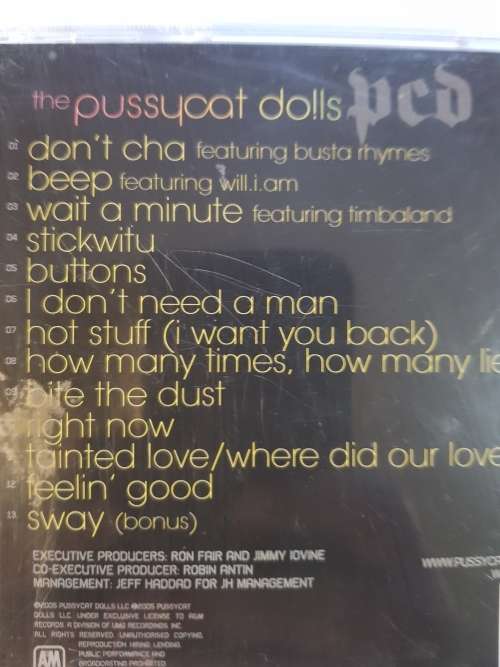 the pussycat dolls pcd
01 don't cha featuring busta rhymes
02 beep featuring will.i.am
03 wait a minute featuring timbaland
04 stickwitu
05 buttons
06 I don't need a man
07 hot stuff (i want you back)
08 how many times, how many lie
09 bite the dust
right now
tainted love/where did our love
12 feelin' good
13. sway (bonus)
EXECUTIVE PRODUCERS: RON FAIR AND JIMMY IOVINE
CO-EXECUTIVE PRODUCER: ROBIN ANTIN
MANAGEMENT: JEFF HADDAD FOR JH MANAGEMENT
WWW.PUSSYC
℗2005 PUSSYCAT DOLLS LLC ©2005 PUSSYCAT
DOLLS LLC. UNDER EXCLUSIVE LICENSE TO A&M
RECORDS. A DIVISION OF UMG RECORDINGS INC.
ALL RIGHTS RESERVED. UNAUTHORISED COPYING,
REPRODUCTION HIRING LENDING,
PUBLIC PERFORMANCE AND
BROADCASTING PROHIBITED
AM